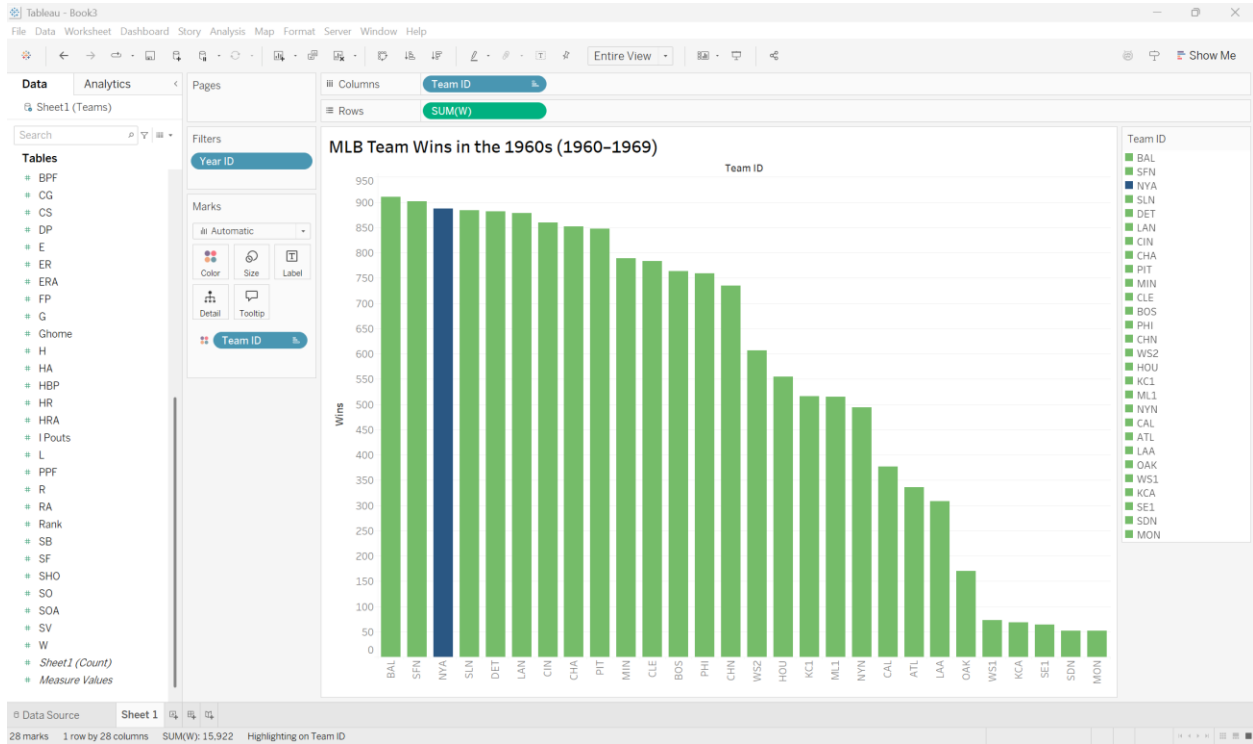 Tableau - Book3
File Data Worksheet Dashboard Story Analysis Map Format Server Window Help
Entire View
Show Me
Data Analytics
Sheet1 (Teams)
Search
Tables
BPF
CG
CS
DP
E
ER
ERA
FP
G
Ghome
H
HA
HBP
HR
HRA
I Pouts
L
PPF
R
RA
Rank
SB
SF
SHO
SO
SOA
SV
W
Sheet1 (Count)
Measure Values
Pages
Filters
Year ID
Marks
Automatic
Color Size Label
Detail Tooltip
Team ID
Columns Team ID
Rows SUM(W)
MLB Team Wins in the 1960s (1960–1969)
Team ID
Wins
950
900
850
800
750
700
650
600
550
500
450
400
350
300
250
200
150
100
50
0
BAL SFN NYA SLN DET LAN CIN CHA PIT MIN CLE BOS PHI CHN WS2 HOU KC1 ML1 NYN CAL ATL LAA OAK WS1 KCA SE1 SDN MON
Team ID
BAL
SFN
NYA
SLN
DET
LAN
CIN
CHA
PIT
MIN
CLE
BOS
PHI
CHN
WS2
HOU
KC1
ML1
NYN
CAL
ATL
LAA
OAK
WS1
KCA
SE1
SDN
MON
Data Source Sheet 1
28 marks 1 row by 28 columns SUM(W): 15,922 Highlighting on Team ID